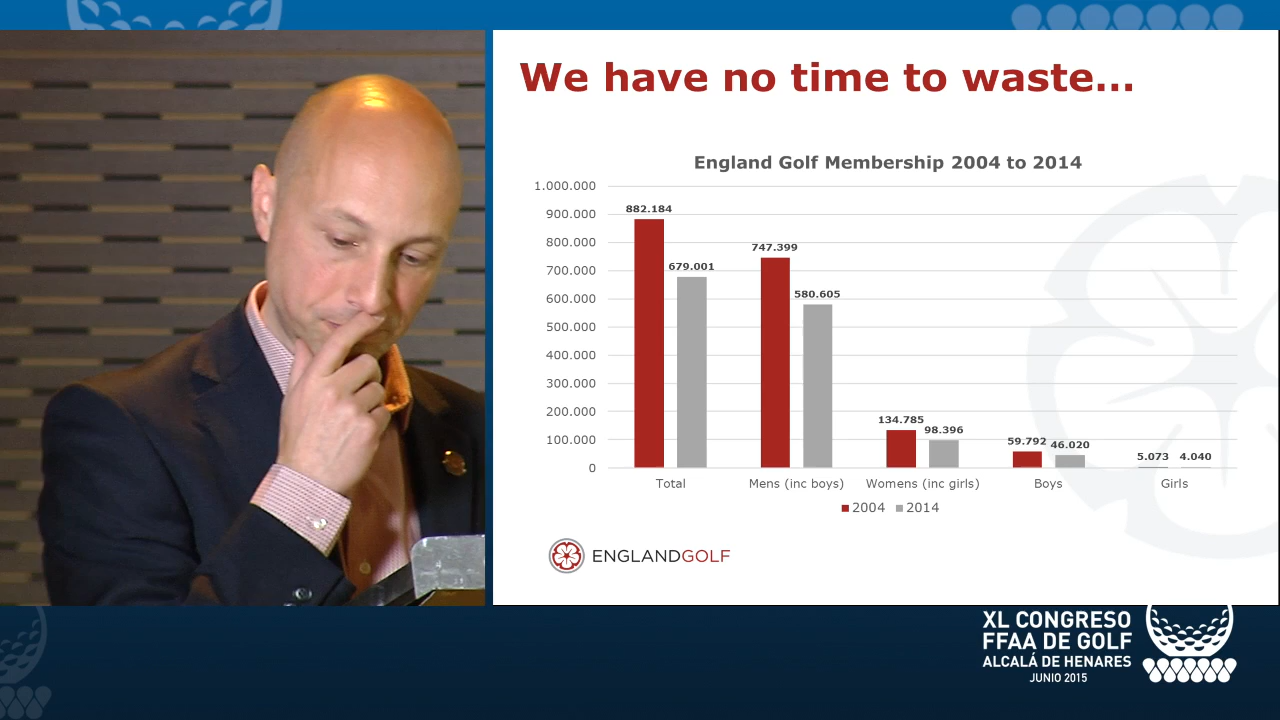 We have no time to waste...
England Golf Membership 2004 to 2014
1.000.000
900.000
800.000
700.000
600.000
500.000
400.000
300.000
200.000
100.000
0
882.184
679.001
747.399
580.605
134.785
98.396
59.792
46.020
5.073
4.040
Total
Mens (inc boys)
Womens (inc girls)
Boys
Girls
2004
2014
ENGLANDGOLF
XL CONGRESO
FFAA DE GOLF
ALCALÁ DE HENARES
JUNIO 2015